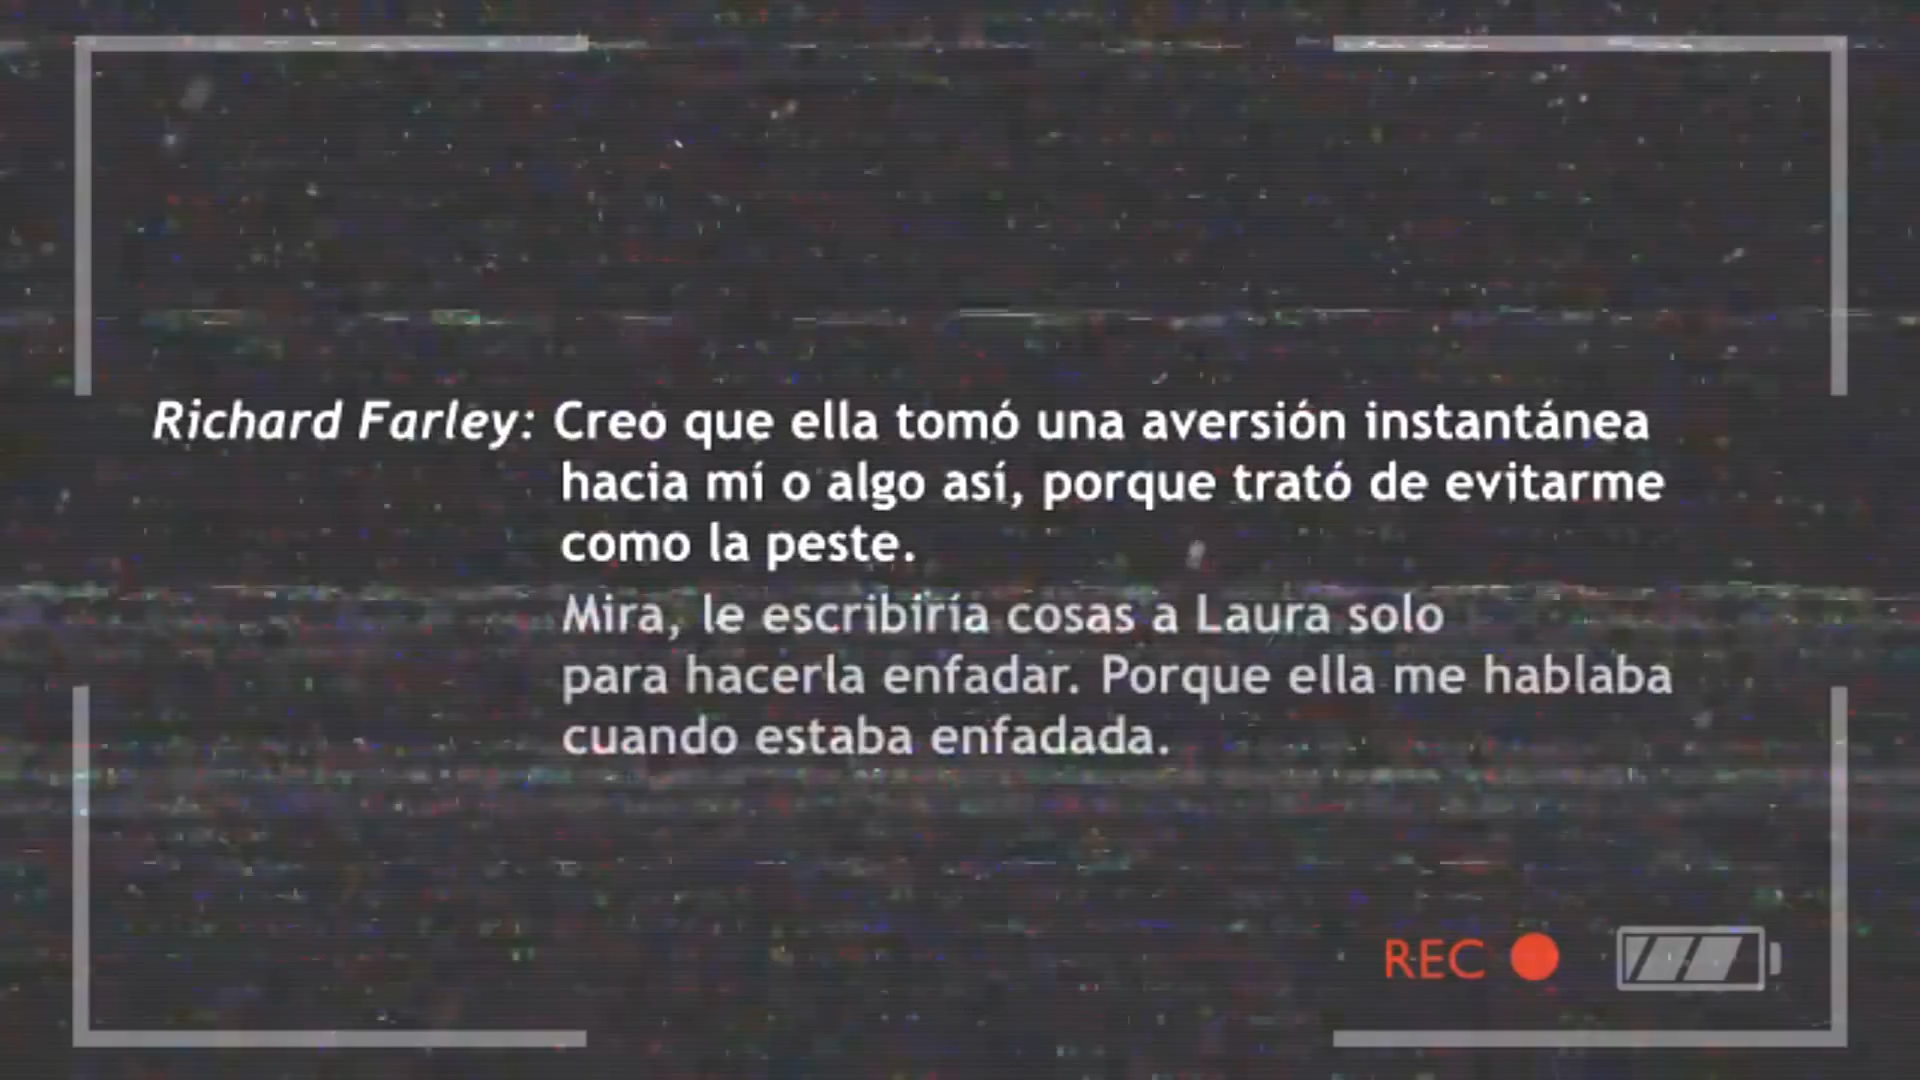 Richard Farley: Creo que ella tomó una aversión instantánea
hacia mí o algo así, porque trató de evitarme
como la peste.
Mira, le escribiría cosas a Laura solo
para hacerla enfadar. Porque ella me hablaba
cuando estaba enfadada.
REC